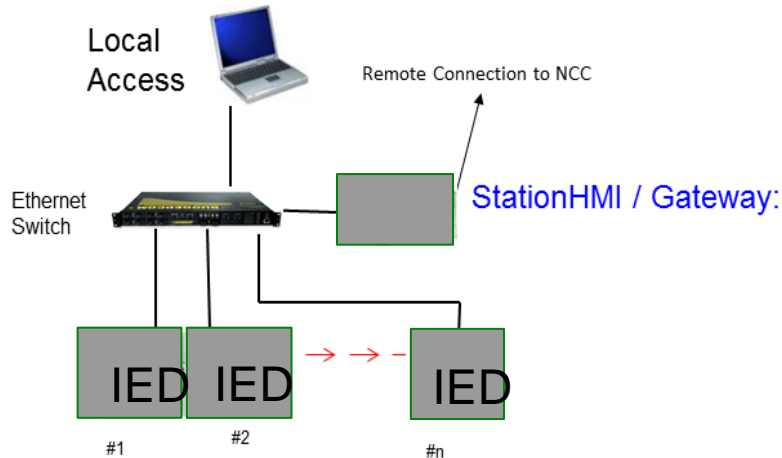 Local
Access
Remote Connection to NCC
Ethernet
Switch
StationHMI / Gateway:
IED
IED
IED
#1
#2
#n